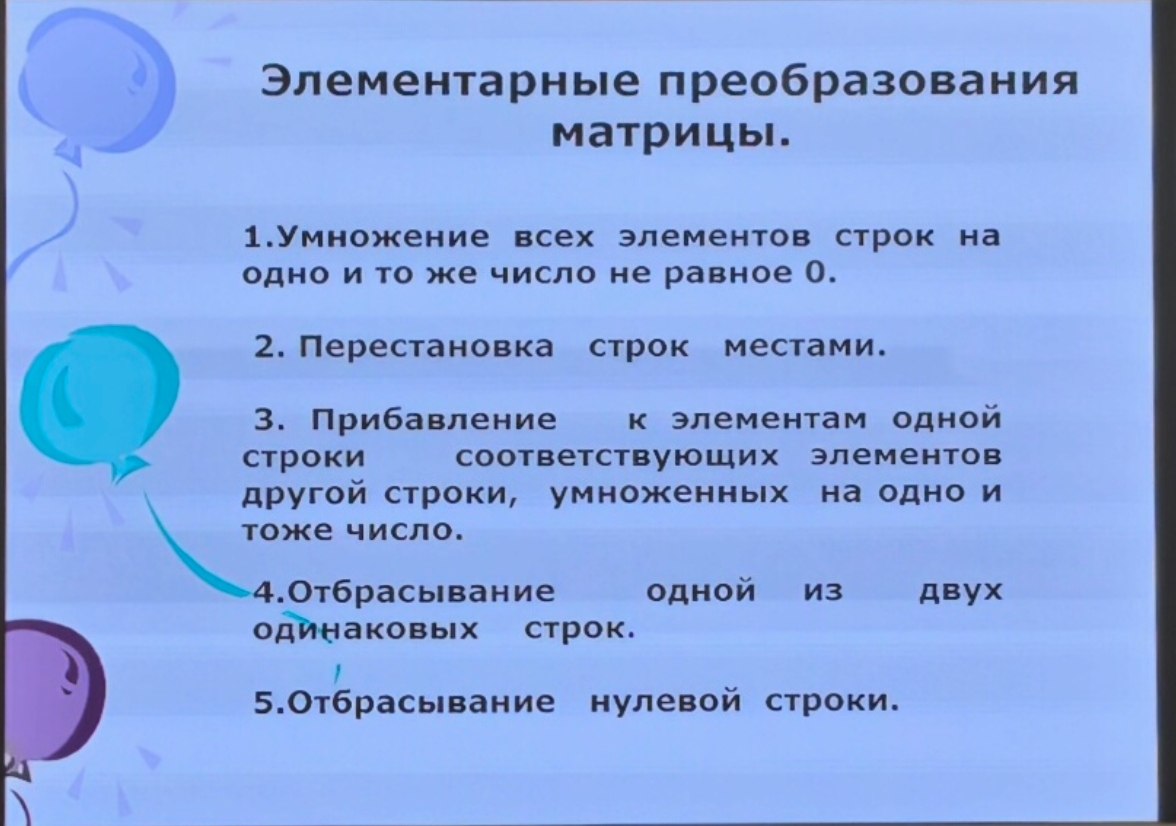 Элементарные преобразования
матрицы.
1.Умножение всех элементов строк на
одно и то же число не равное 0.
2. Перестановка строк местами.
3. Прибавление к элементам одной
строки соответствующих элементов
другой строки, умноженных на одно и
тоже число.
4.Отбрасывание одной из двух
одинаковых строк.
5.Отбрасывание нулевой строки.